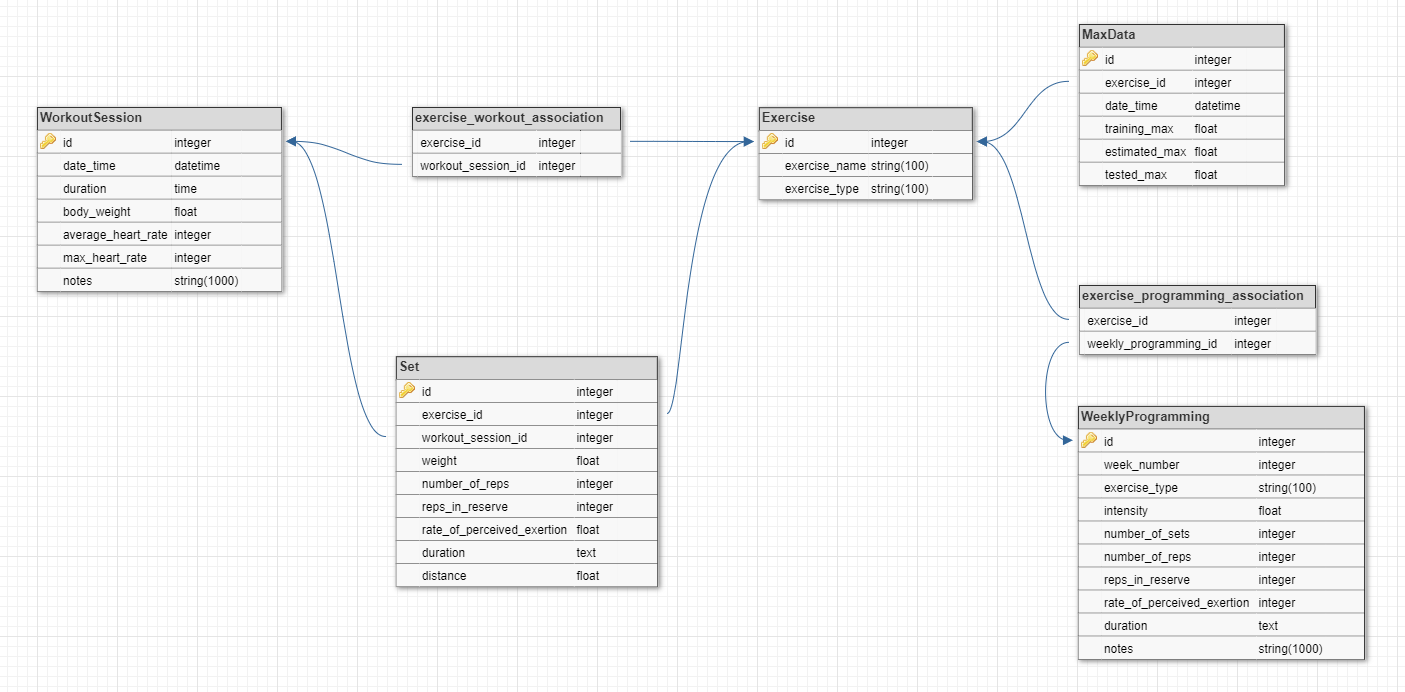 WorkoutSession
id integer
date_time datetime
duration time
body_weight float
average_heart_rate integer
max_heart_rate integer
notes string(1000)
exercise_workout_association
exercise_id integer
workout_session_id integer
Exercise
id integer
exercise_name string(100)
exercise_type string(100)
MaxData
id integer
exercise_id integer
date_time datetime
training_max float
estimated_max float
tested_max float
exercise_programming_association
exercise_id integer
weekly_programming_id integer
Set
id integer
exercise_id integer
workout_session_id integer
weight float
number_of_reps integer
reps_in_reserve integer
rate_of_perceived_exertion float
duration text
distance float
WeeklyProgramming
id integer
week_number integer
exercise_type string(100)
intensity float
number_of_sets integer
number_of_reps integer
reps_in_reserve integer
rate_of_perceived_exertion integer
duration text
notes string(1000)